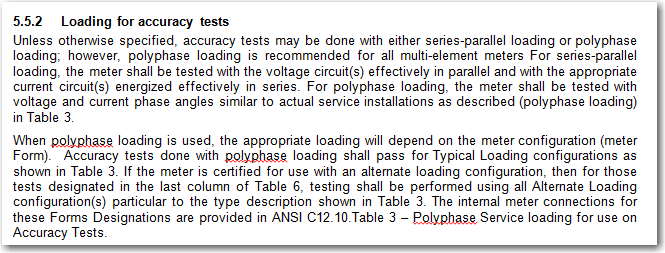 5.5.2 Loading for accuracy tests
Unless otherwise specified, accuracy tests may be done with either series-parallel loading or polyphase
loading; however, polyphase loading is recommended for all multi-element meters For series-parallel
loading, the meter shall be tested with the voltage circuit(s) effectively in parallel and with the appropriate
current circuit(s) energized effectively in series. For polyphase loading, the meter shall be tested with
voltage and current phase angles similar to actual service installations as described (polyphase loading)
in Table 3.
When polyphase loading is used, the appropriate loading will depend on the meter configuration (meter
Form). Accuracy tests done with polyphase loading shall pass for Typical Loading configurations as
shown in Table 3. If the meter is certified for use with an alternate loading configuration, then for those
tests designated in the last column of Table 6, testing shall be performed using all Alternate Loading
configuration(s) particular to the type description shown in Table 3. The internal meter connections for
these Forms Designations are provided in ANSI C12.10.Table 3 – Polyphase Service loading for use on
Accuracy Tests.